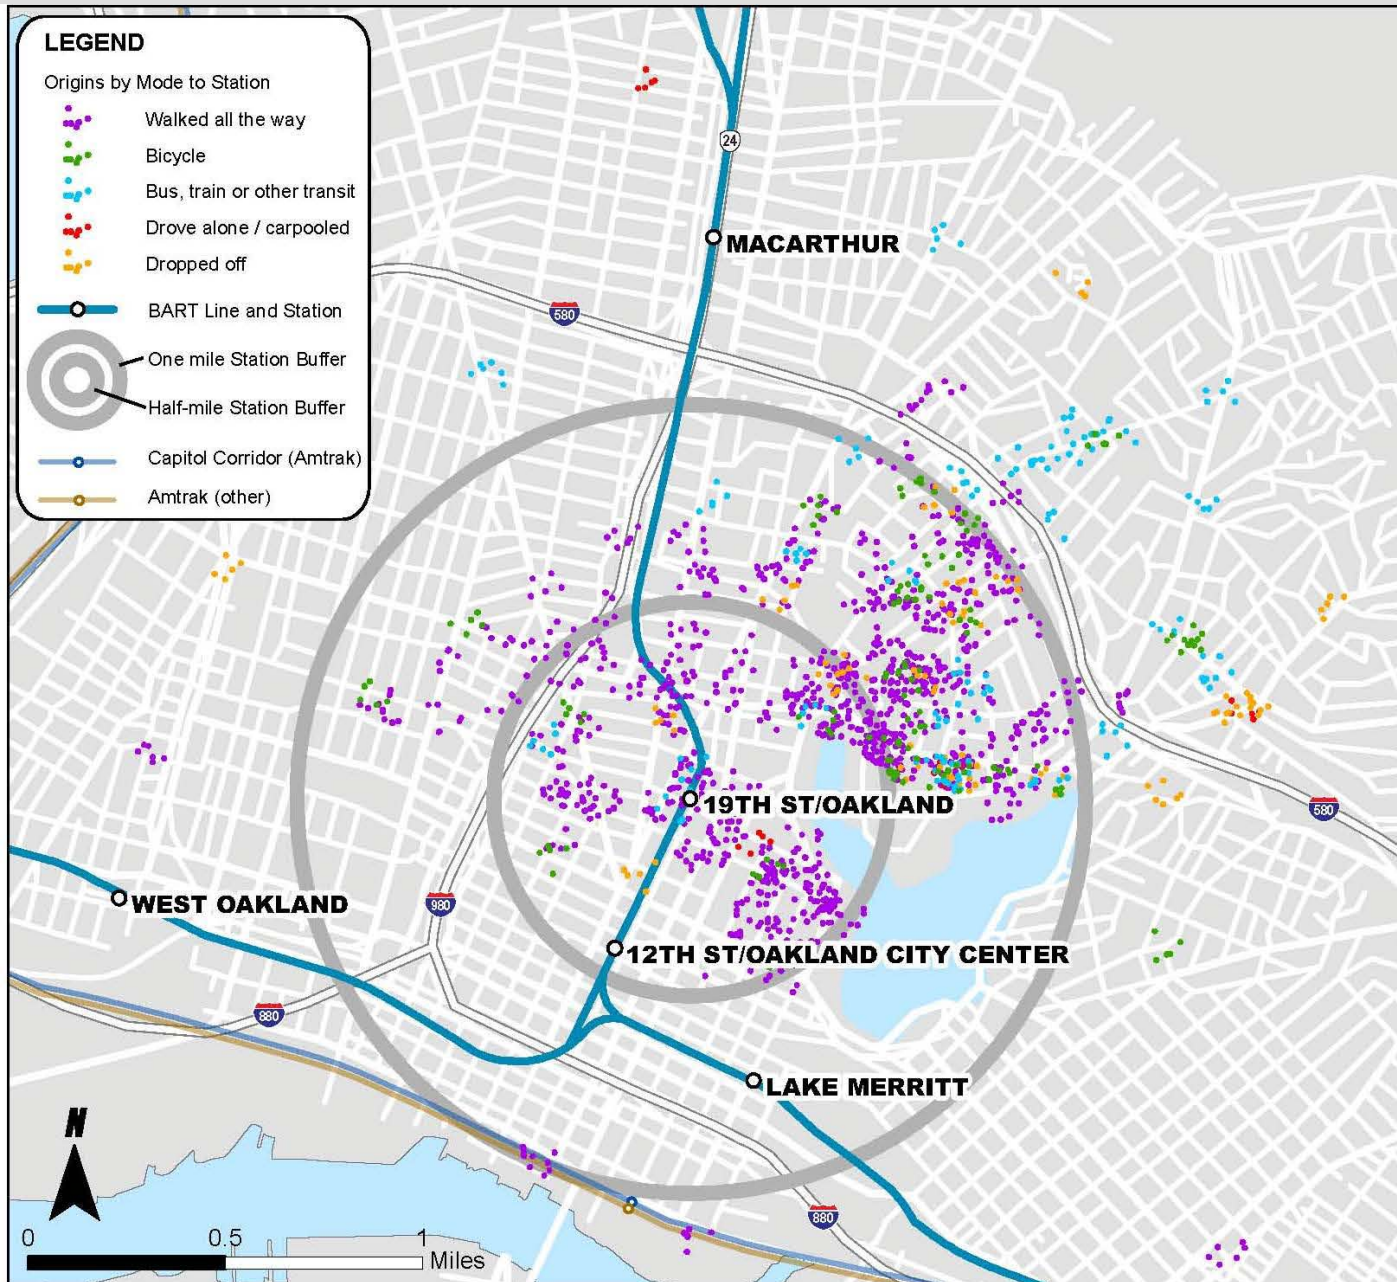 LEGEND
Origins by Mode to Station
Walked all the way
Bicycle
Bus, train or other transit
Drove alone / carpooled
Dropped off
BART Line and Station
One mile Station Buffer
Half-mile Station Buffer
Capitol Corridor (Amtrak)
Amtrak (other)
24
MACARTHUR
580
19TH ST/OAKLAND
580
WEST OAKLAND
980
12TH ST/OAKLAND CITY CENTER
880
LAKE MERRITT
N
880
0 0.5 1
Miles